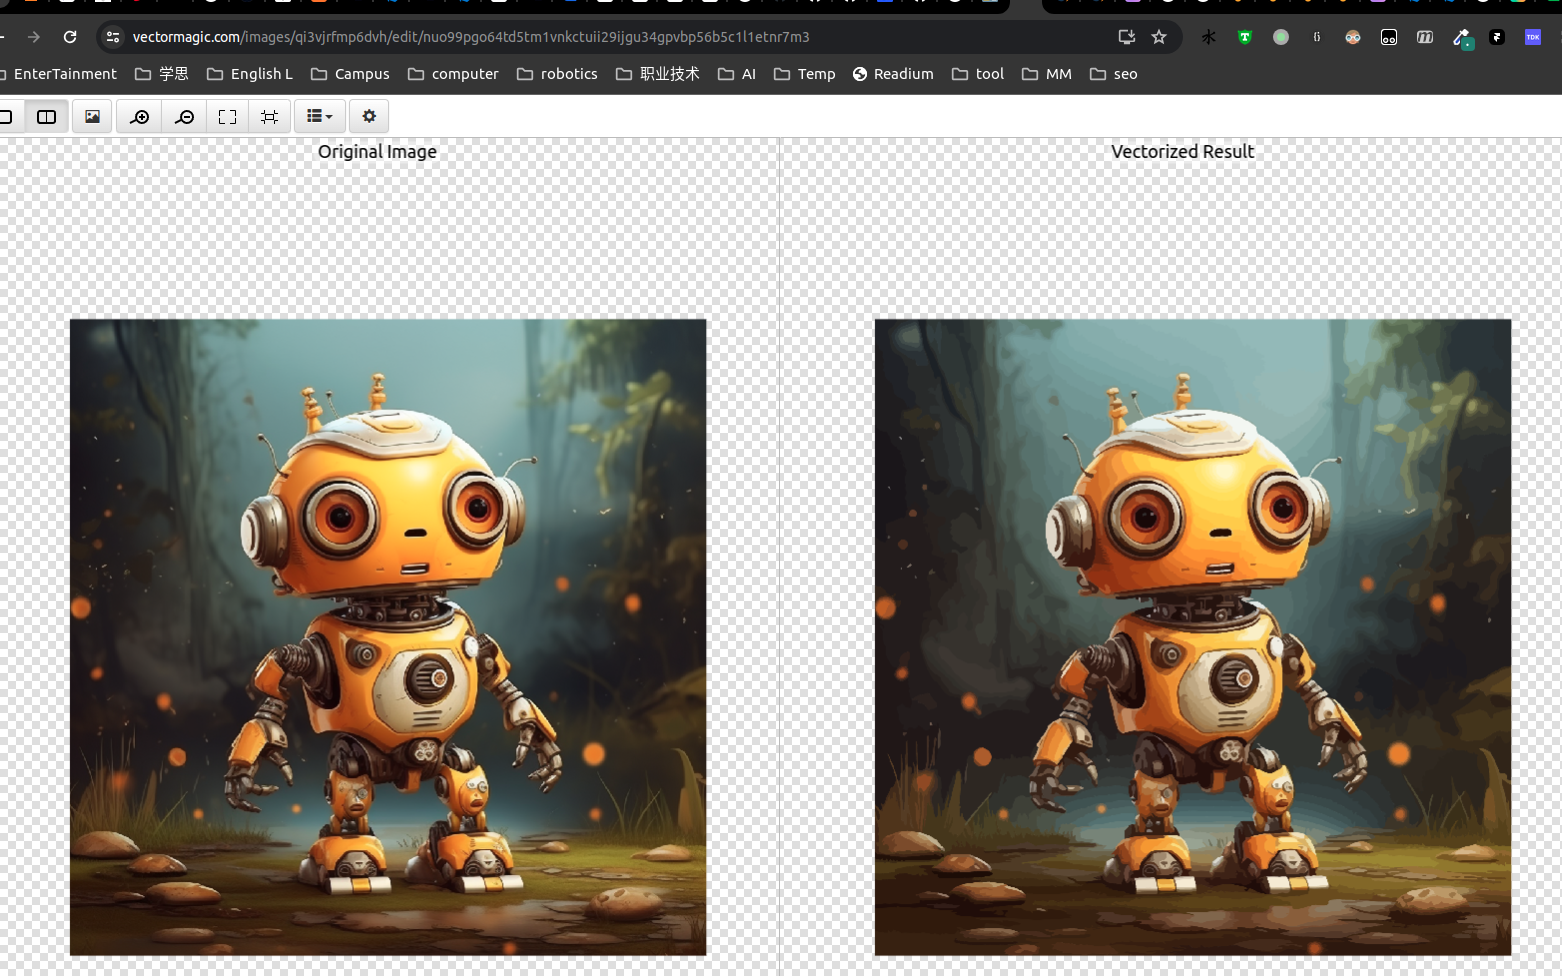 vectormagic.com/images/qi3vjrfmp6dvh/edit/nuo99pgo64td5tm1vnkctuii29ijgu34gpvbp56b5c1l1etnr7m3
EnterTainment 学思 English L Campus computer robotics 职业技术 AI Temp Readium tool MM seo
Original Image Vectorized Result